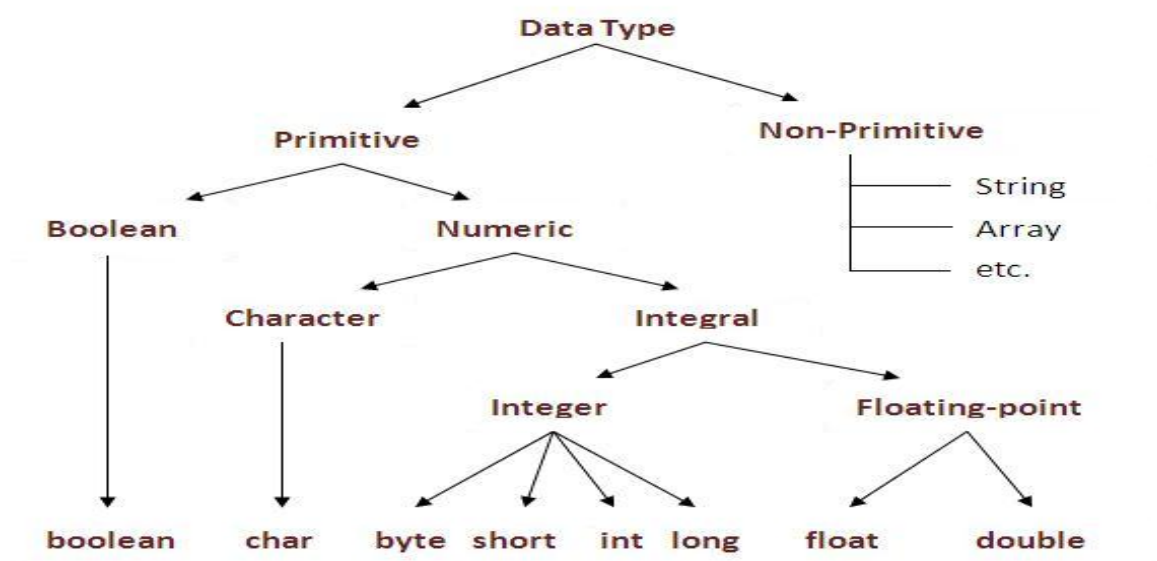 Data Type
Primitive
Non-Primitive
String
Array
etc.
Boolean
Numeric
Character
Integral
Integer
Floating-point
boolean
char
byte
short
int
long
float
double